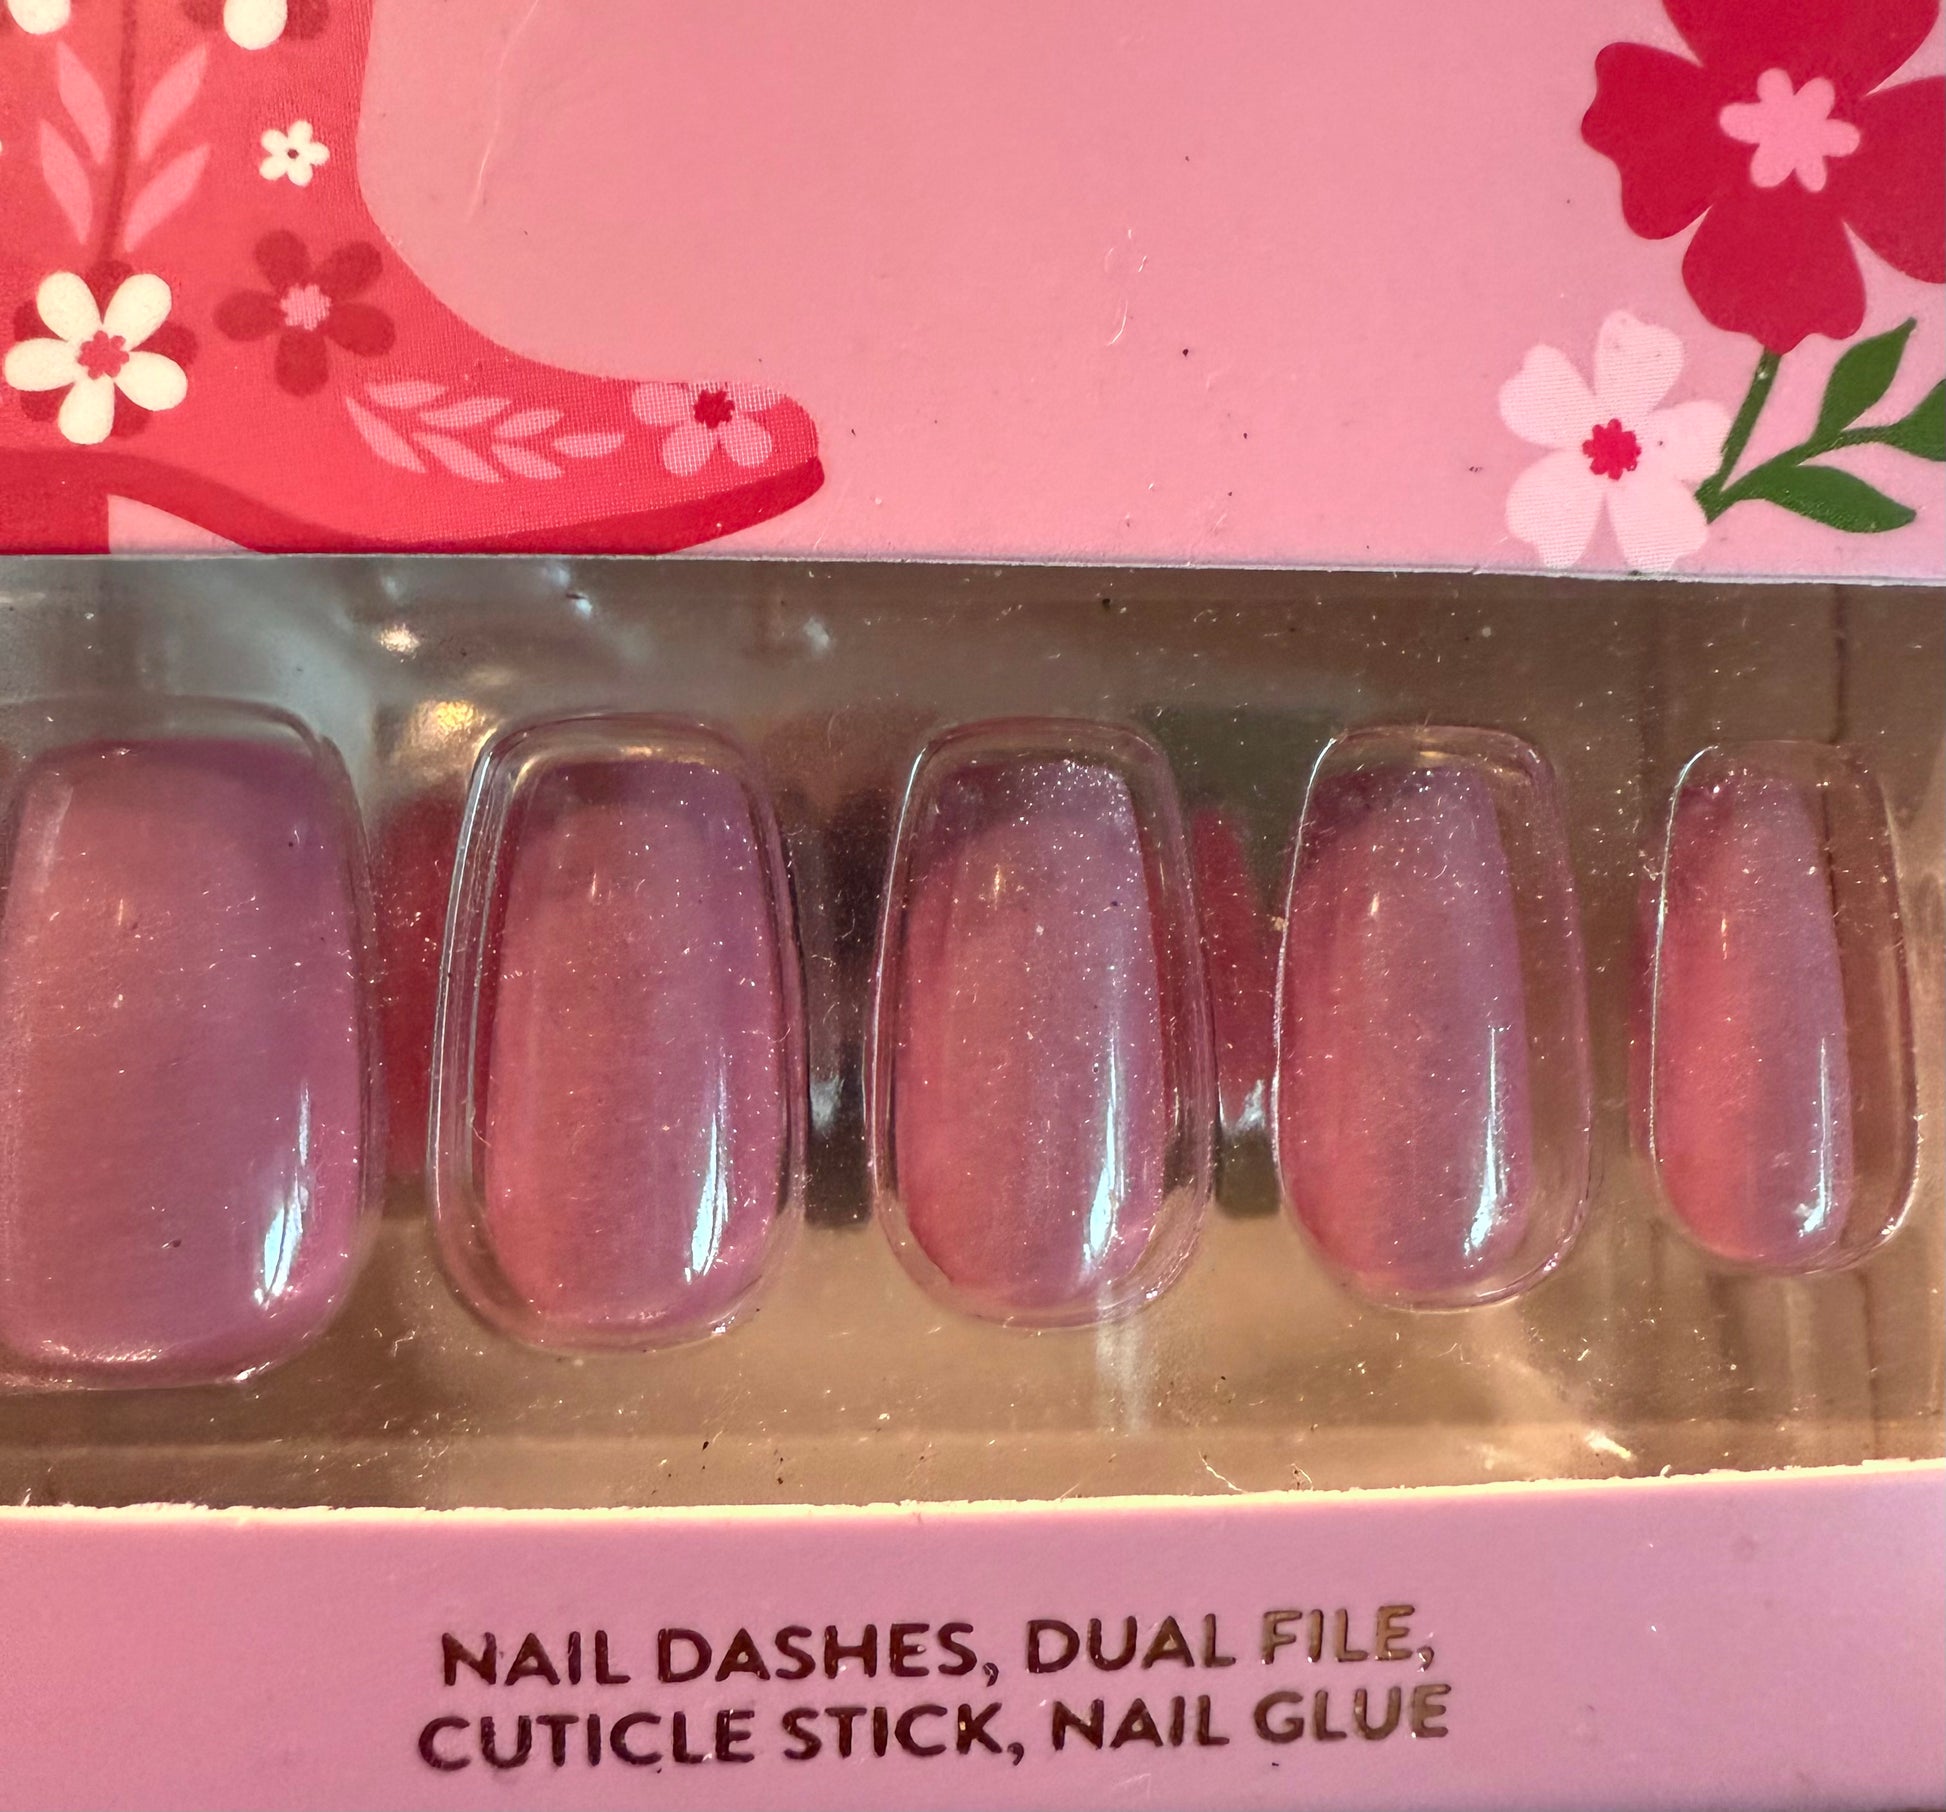 NAIL DASHES, DUAL FILE,
CUTICLE STICK, NAIL GLUE